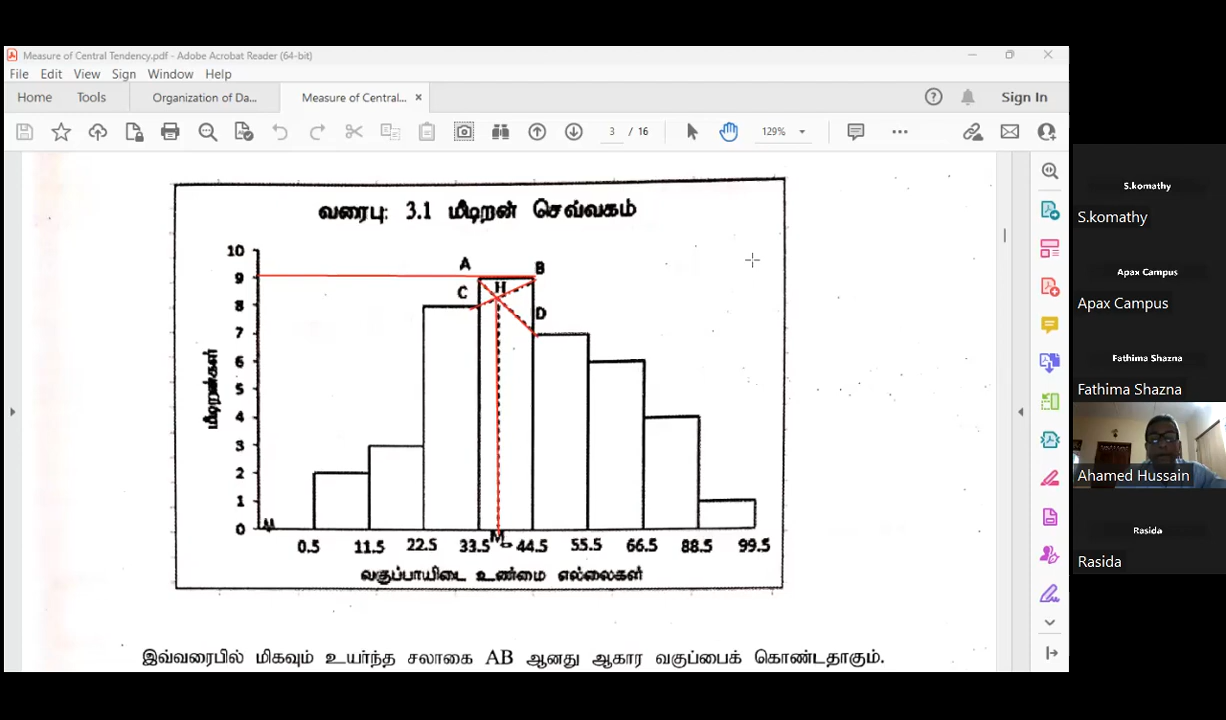 Measure of Central Tendency.pdf - Adobe Acrobat Reader (64-bit)
File Edit View Sign Window Help
Home Tools Organization of Da... Measure of Central... × Sign In
3 / 16 129%
வரைபு: 3.1 மீடிறன் செவ்வகம்
10
9
8
7
6
5
4
3
2
1
0
மீடிறன்கள்
A B
C H
D
0.5 11.5 22.5 33.5 M 44.5 55.5 66.5 88.5 99.5
வகுப்பாயிடை உண்மை எல்லைகள்
இவ்வரைபில் மிகவும் உயர்ந்த சலாகை AB ஆனது ஆகார வகுப்பைக் கொண்டதாகும்.
S.komathy
S.komathy
Apax Campus
Apax Campus
Fathima Shazna
Fathima Shazna
Ahamed Hussain
Rasida
Rasida